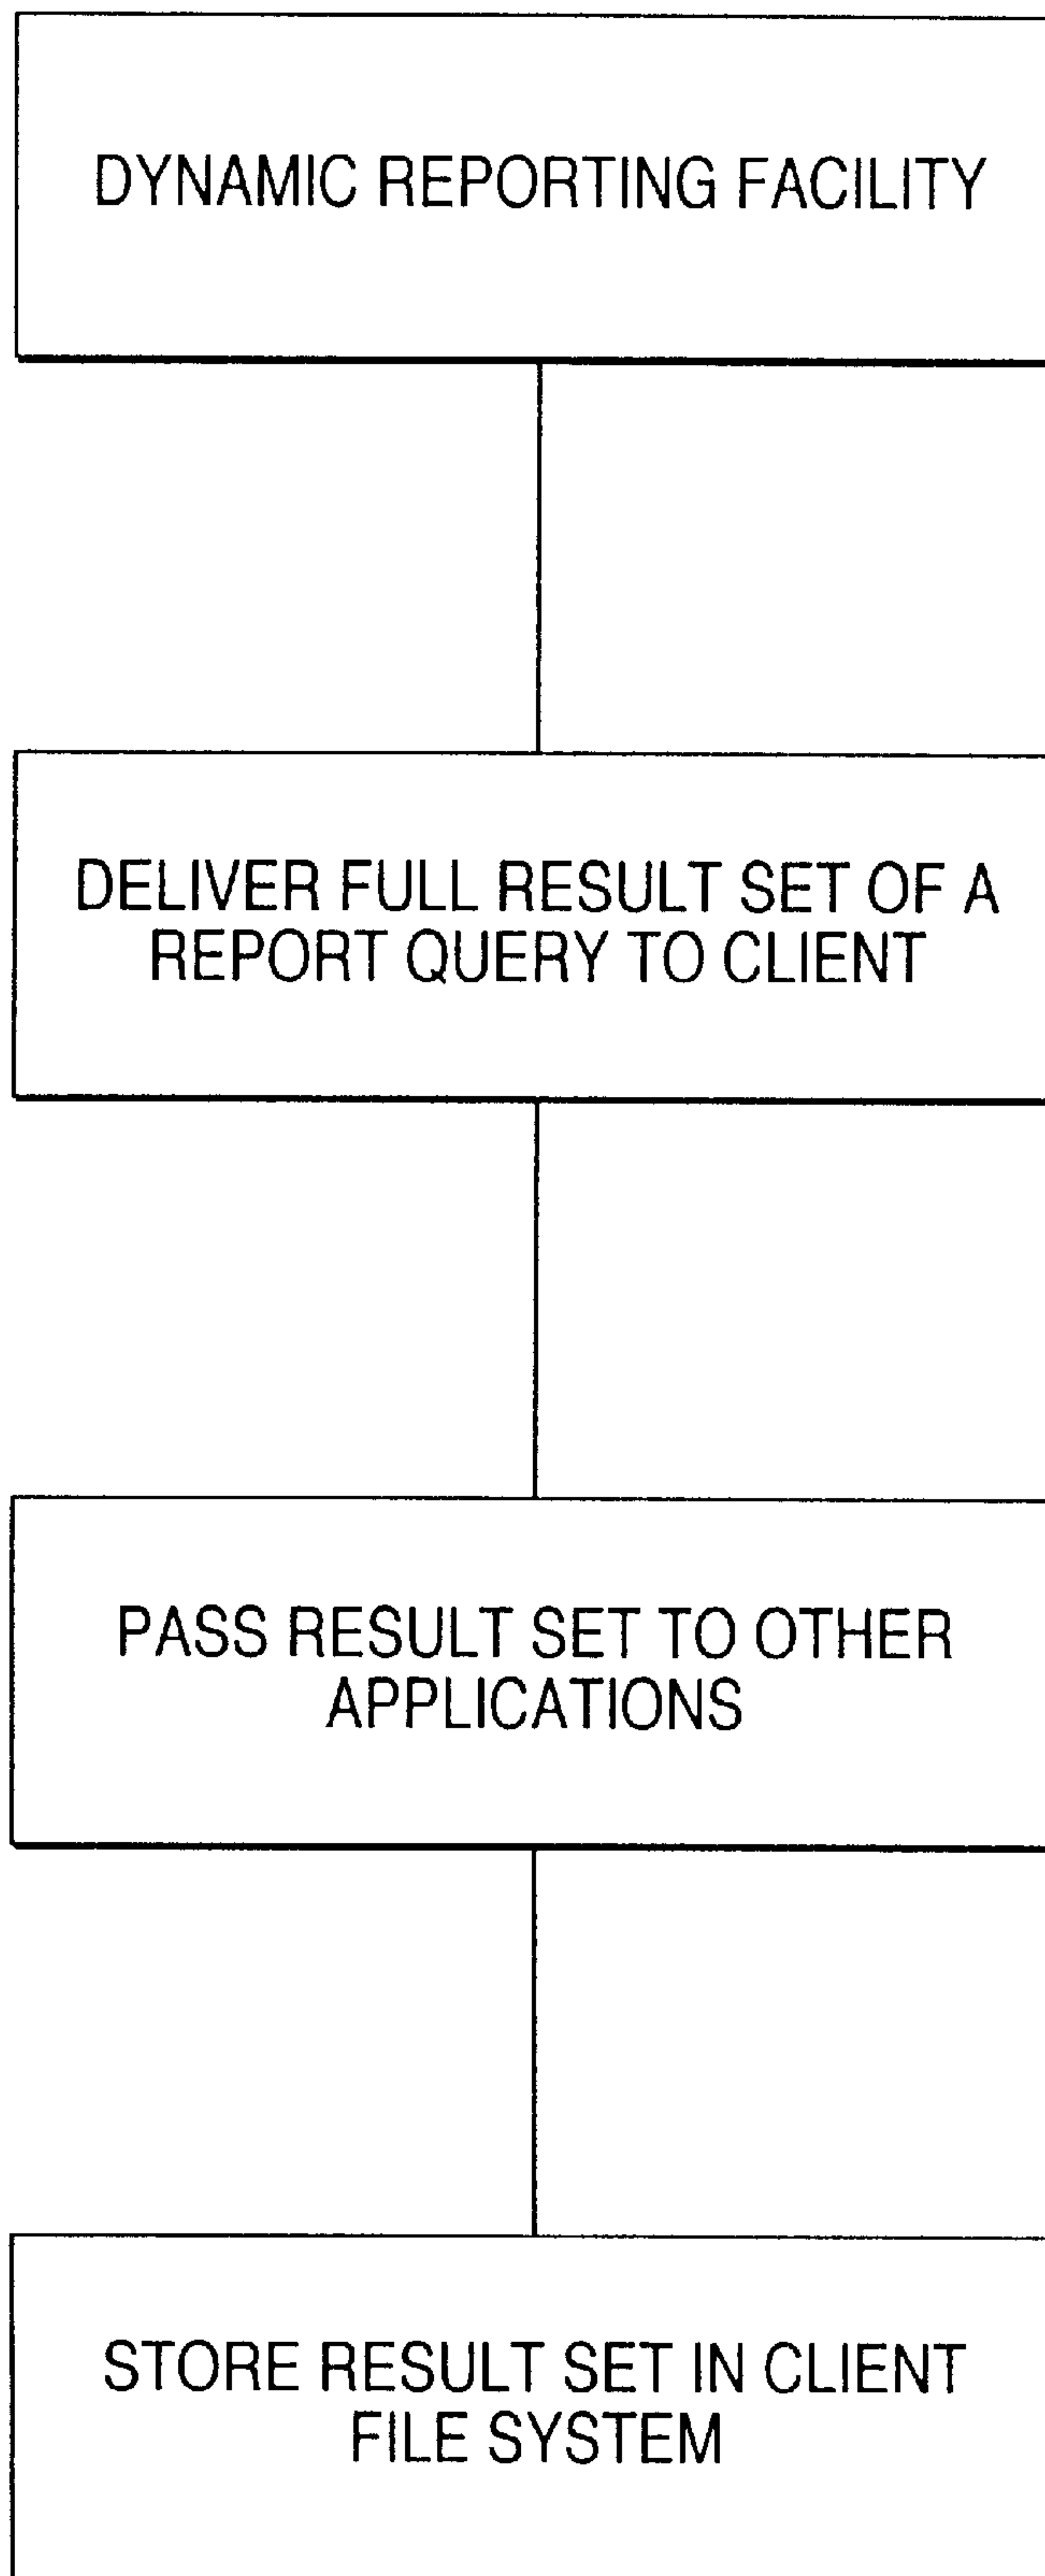 DYNAMIC REPORTING FACILITY
DELIVER FULL RESULT SET OF A
REPORT QUERY TO CLIENT
PASS RESULT SET TO OTHER
APPLICATIONS
STORE RESULT SET IN CLIENT
FILE SYSTEM